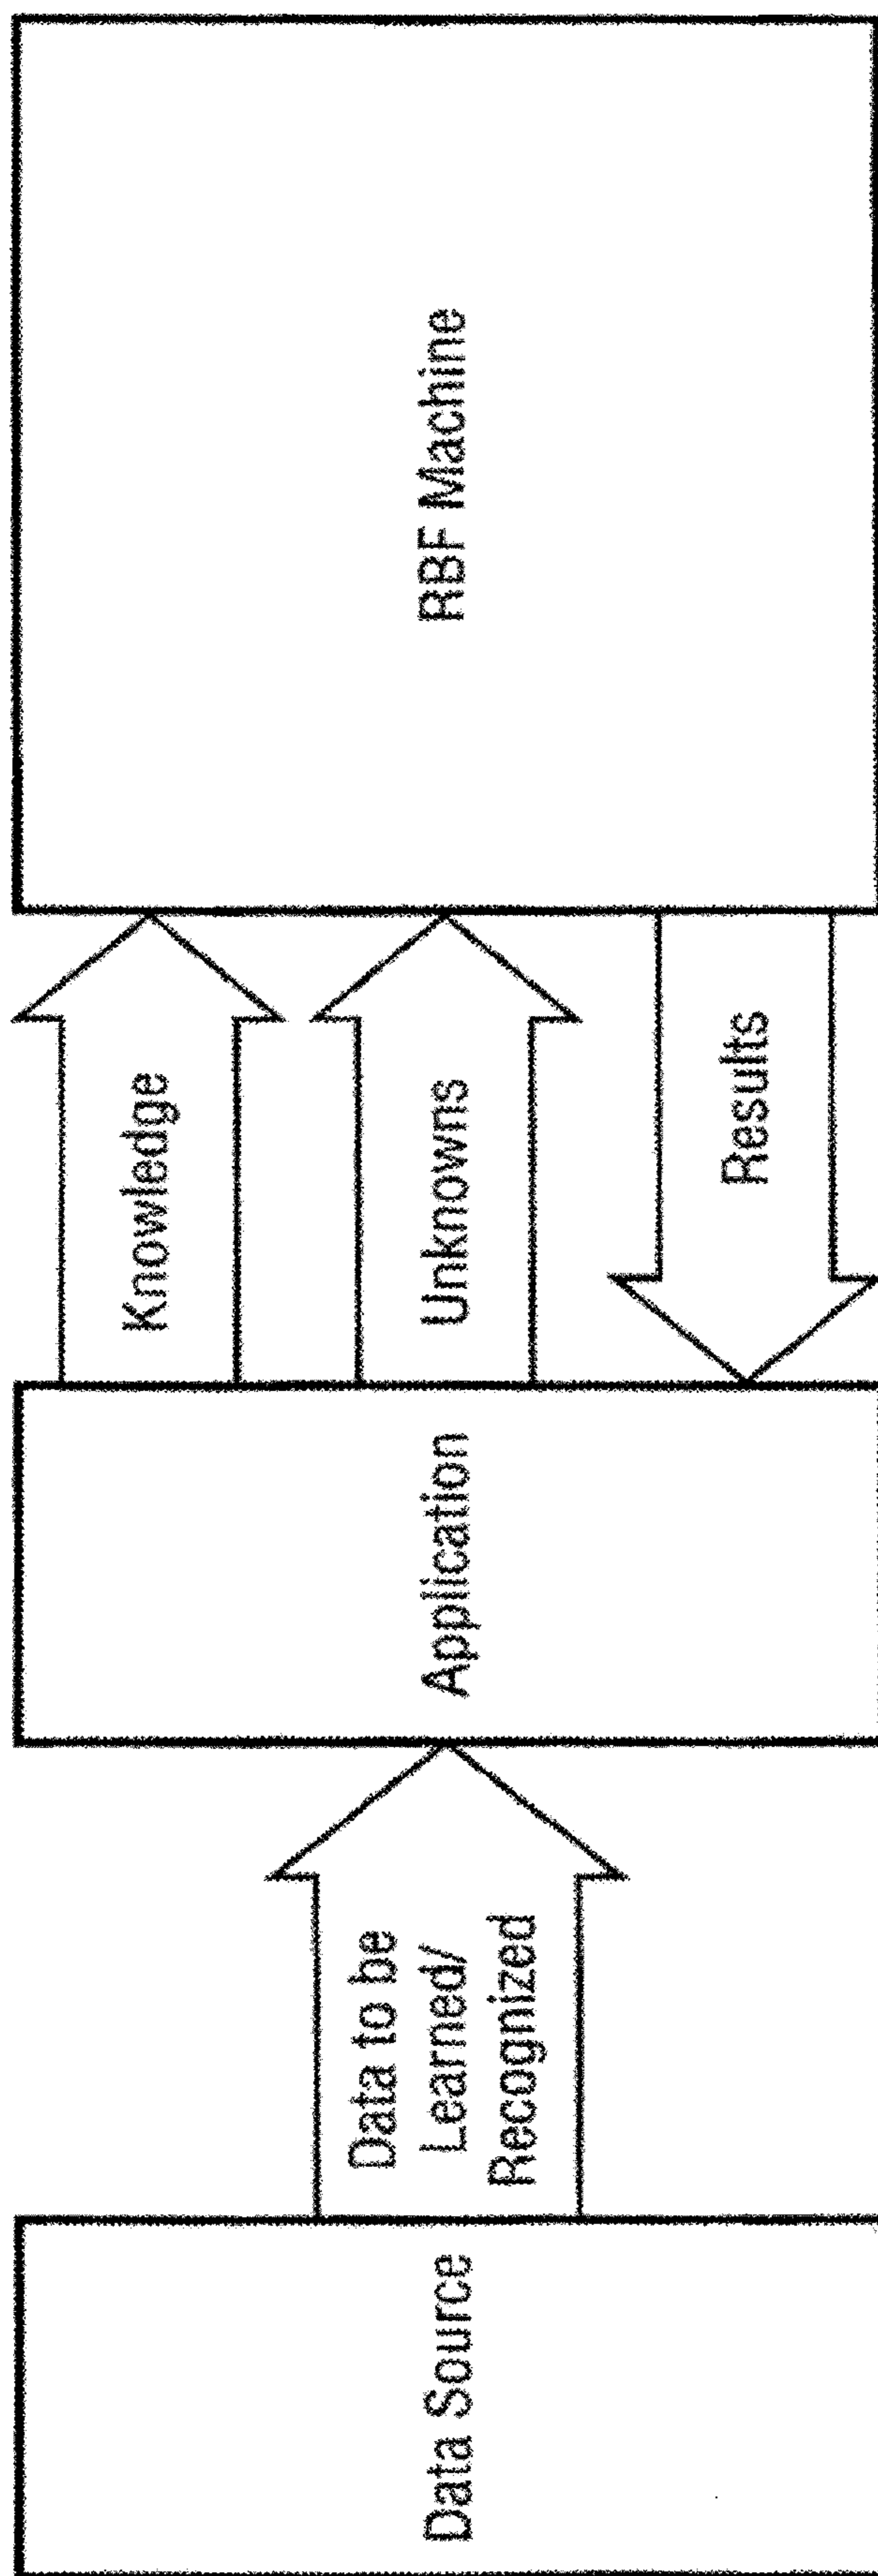 Data Source
Data to be
Learned/
Recognized
Application
Knowledge
Unknowns
Results
RBF Machine